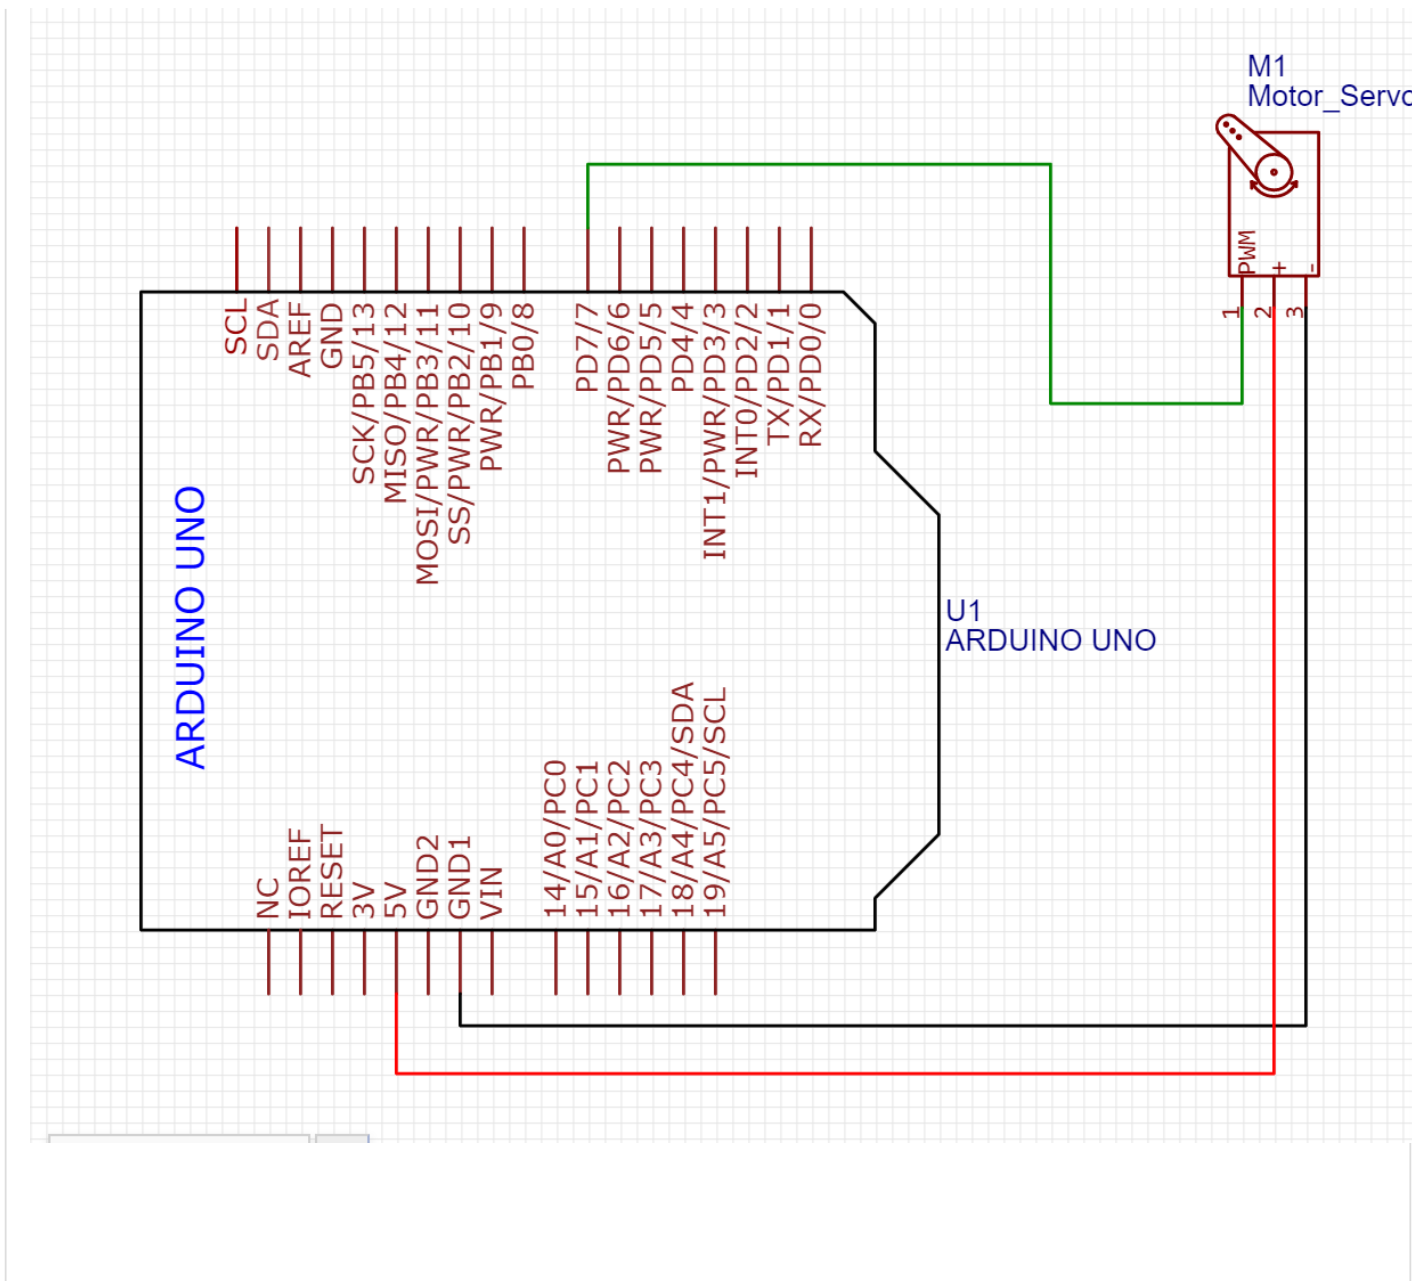 M1
Motor_Servo
PWM
+
-
1
2
3
SCL
SDA
AREF
GND
SCK/PB5/13
MISO/PB4/12
MOSI/PWR/PB3/11
SS/PWR/PB2/10
PWR/PB1/9
PB0/8
PD7/7
PWR/PD6/6
PWR/PD5/5
PD4/4
INT1/PWR/PD3/3
INT0/PD2/2
TX/PD1/1
RX/PD0/0
ARDUINO UNO
U1
ARDUINO UNO
NC
IOREF
RESET
3V
5V
GND2
GND1
VIN
14/A0/PC0
15/A1/PC1
16/A2/PC2
17/A3/PC3
18/A4/PC4/SDA
19/A5/PC5/SCL